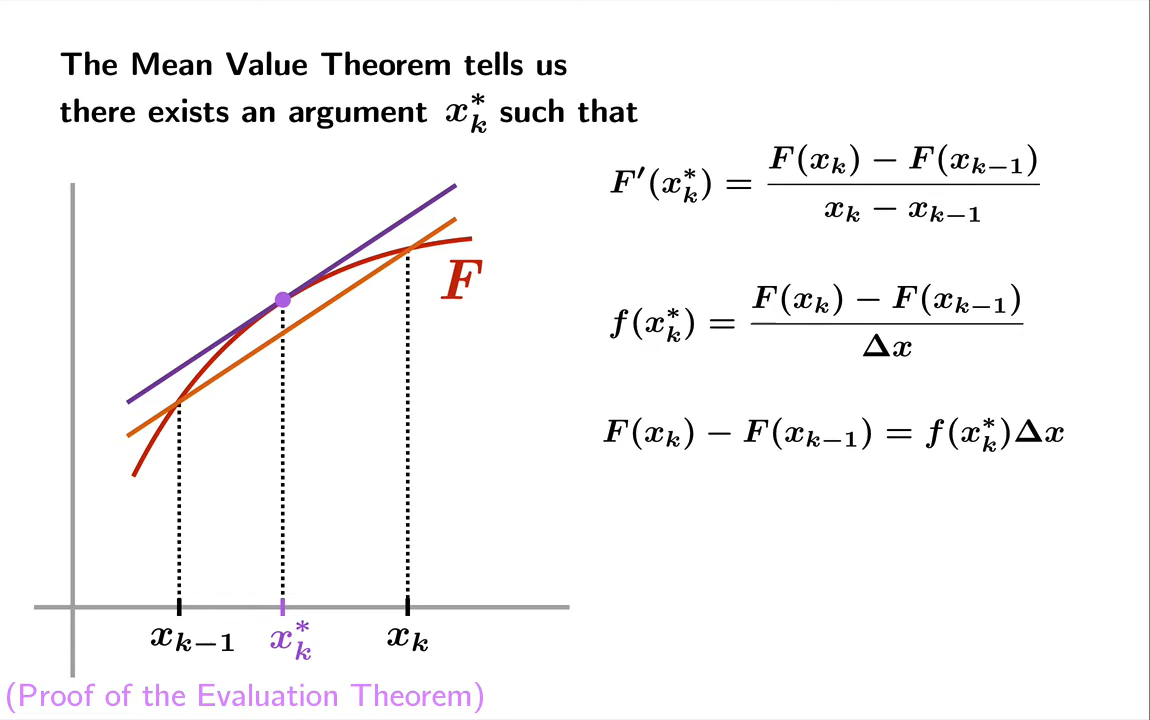 The Mean Value Theorem tells us
there exists an argument $x_k^*$ such that
$F'(x_k^*) = \frac{F(x_k) - F(x_{k-1})}{x_k - x_{k-1}}$
$f(x_k^*) = \frac{F(x_k) - F(x_{k-1})}{\Delta x}$
$F(x_k) - F(x_{k-1}) = f(x_k^*)\Delta x$
$F$
$x_{k-1}$ $x_k^*$ $x_k$
(Proof of the Evaluation Theorem)